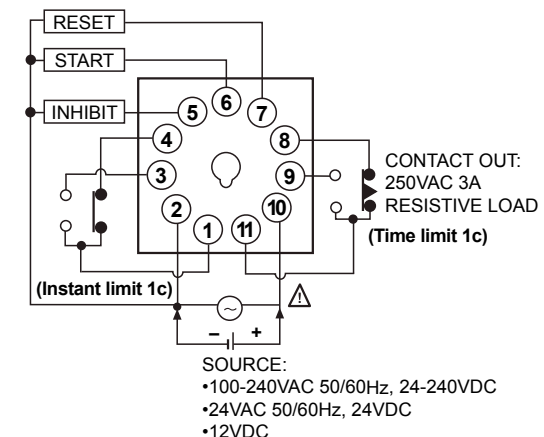 RESET
START
INHIBIT
5
6
7
4
8
3
9
2
10
1
11
CONTACT OUT:
250VAC 3A
RESISTIVE LOAD
(Time limit 1c)
(Instant limit 1c)
~
!
− +
SOURCE:
•100-240VAC 50/60Hz, 24-240VDC
•24VAC 50/60Hz, 24VDC
•12VDC